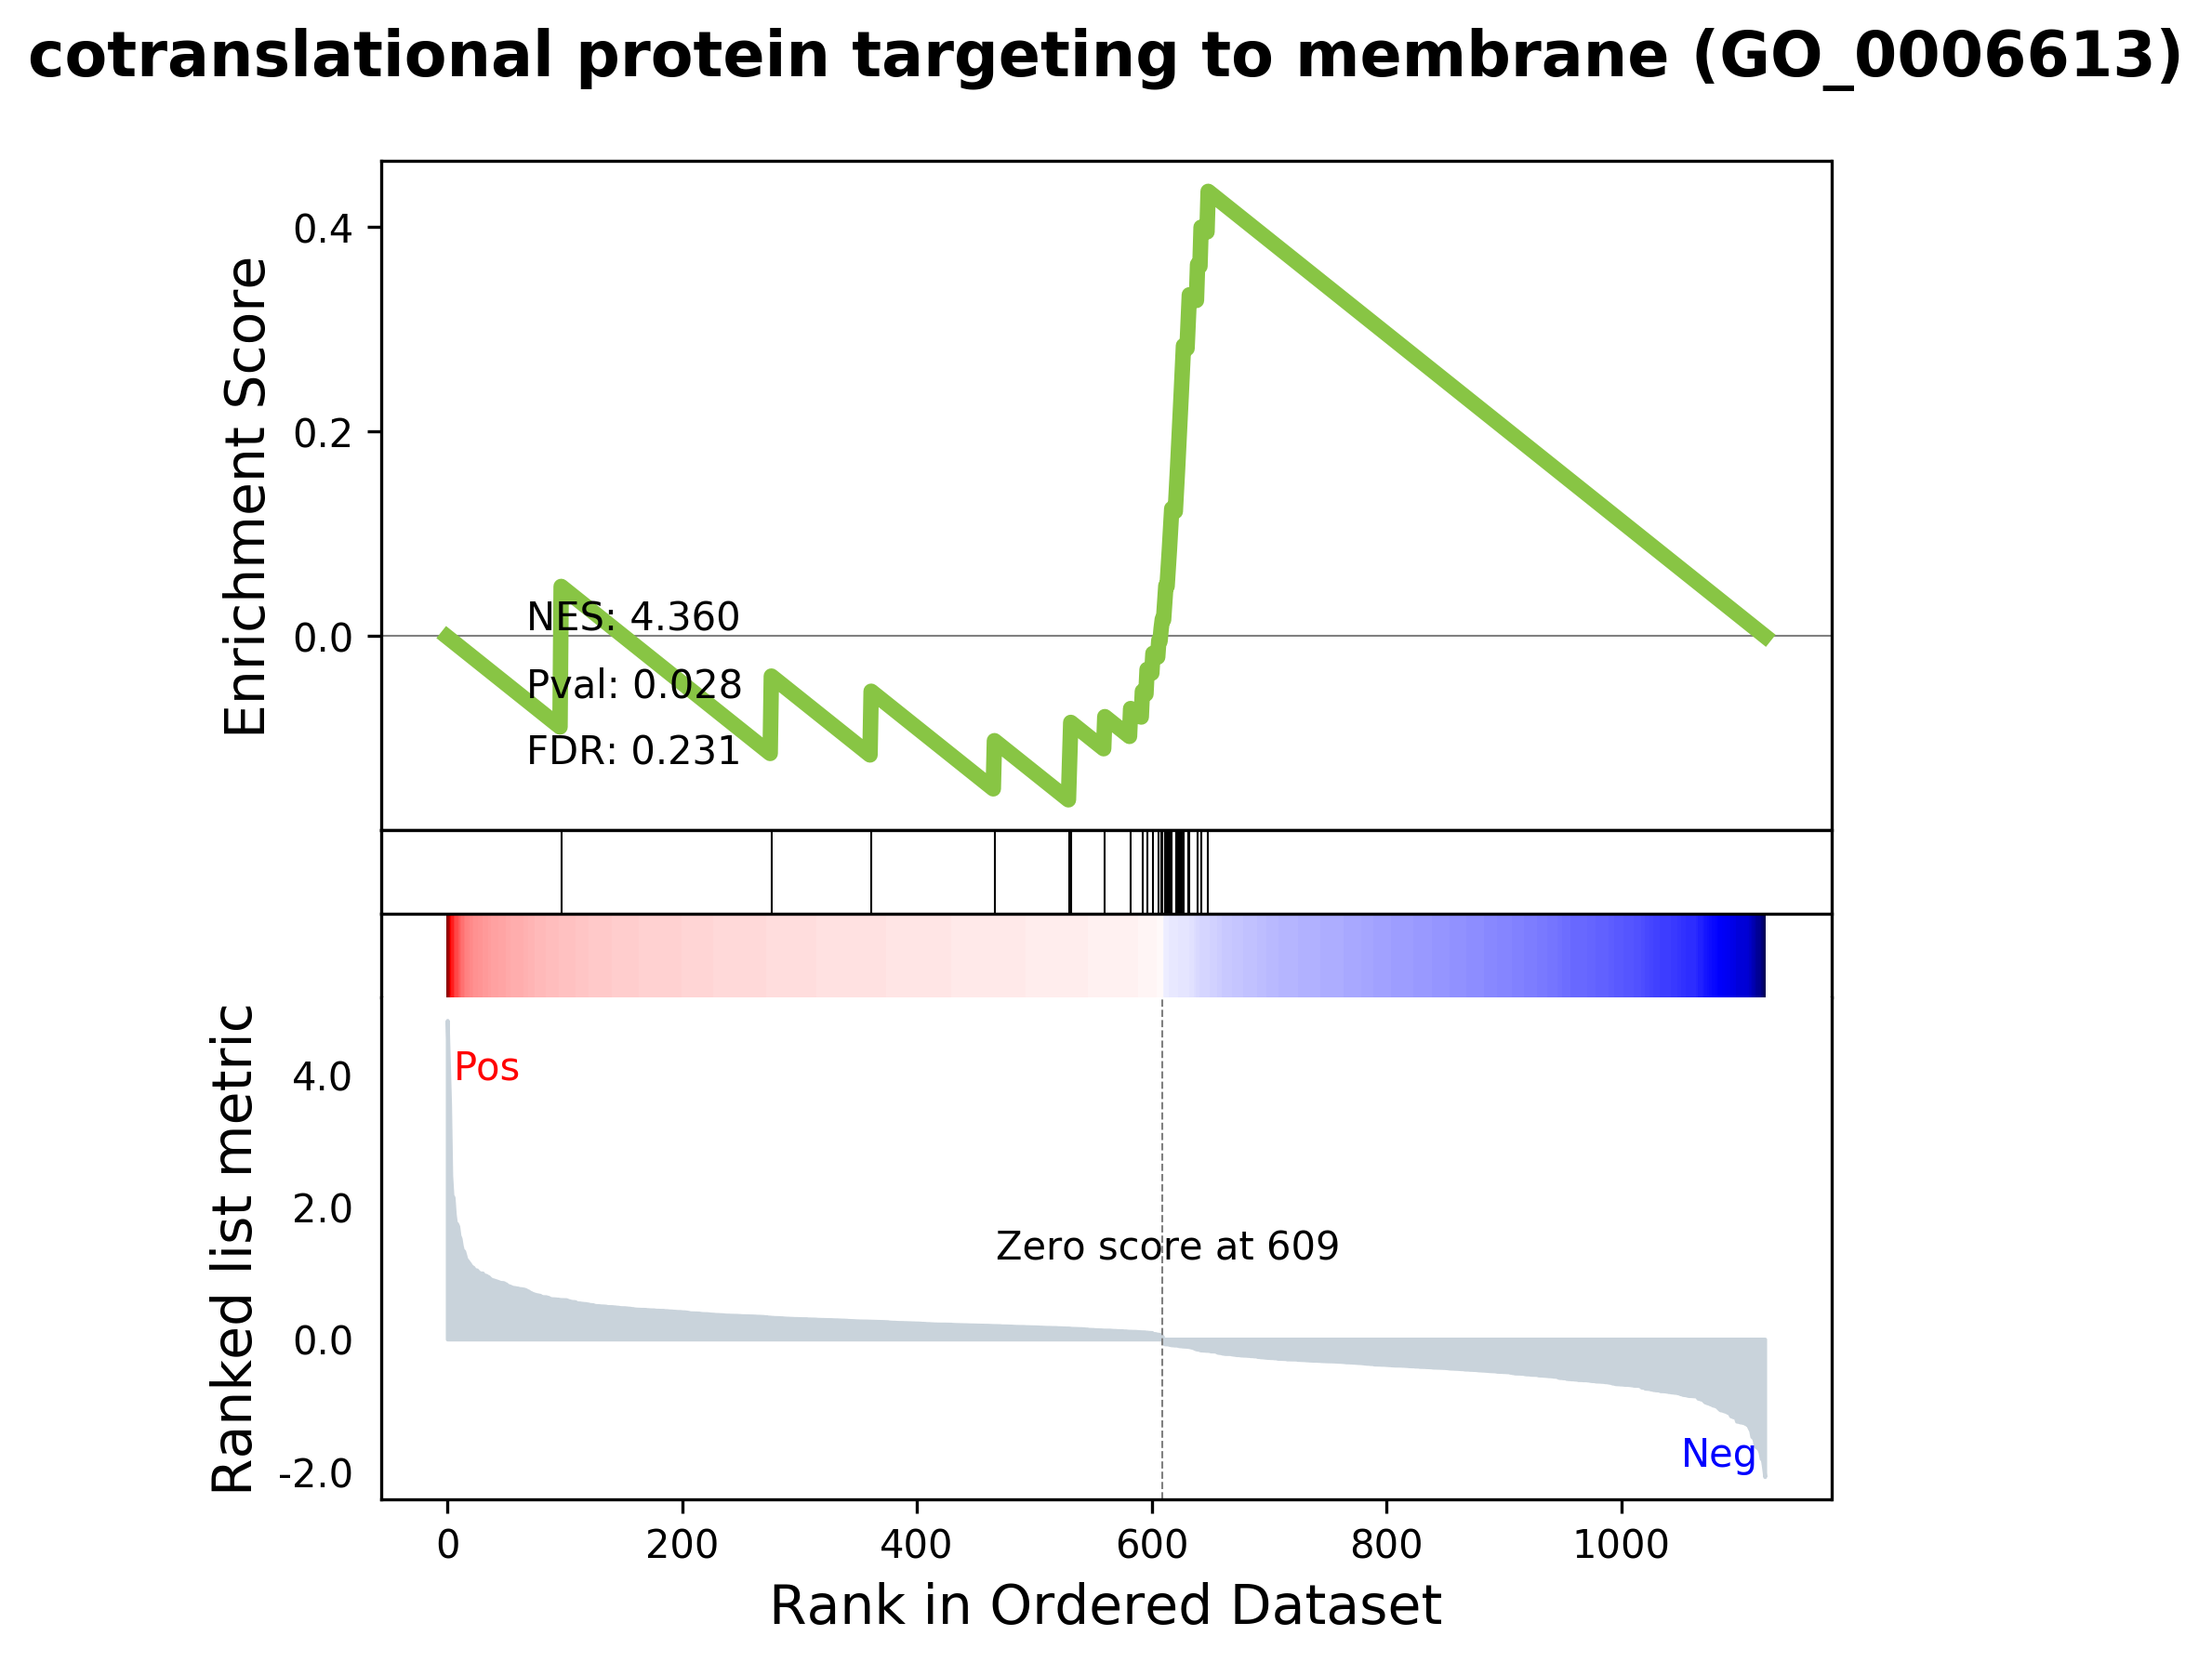 cotranslational protein targeting to membrane (GO_0006613)
Enrichment Score
0.4
0.2
0.0
NES: 4.360
Pval: 0.028
FDR: 0.231
Ranked list metric
4.0
2.0
0.0
-2.0
Pos
Zero score at 609
Neg
0 200 400 600 800 1000
Rank in Ordered Dataset